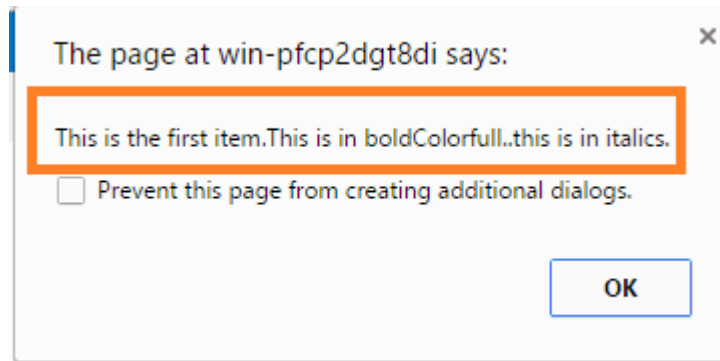 The page at win-pfcp2dgt8di says:
This is the first item.This is in boldColorfull..this is in italics.
Prevent this page from creating additional dialogs.
OK